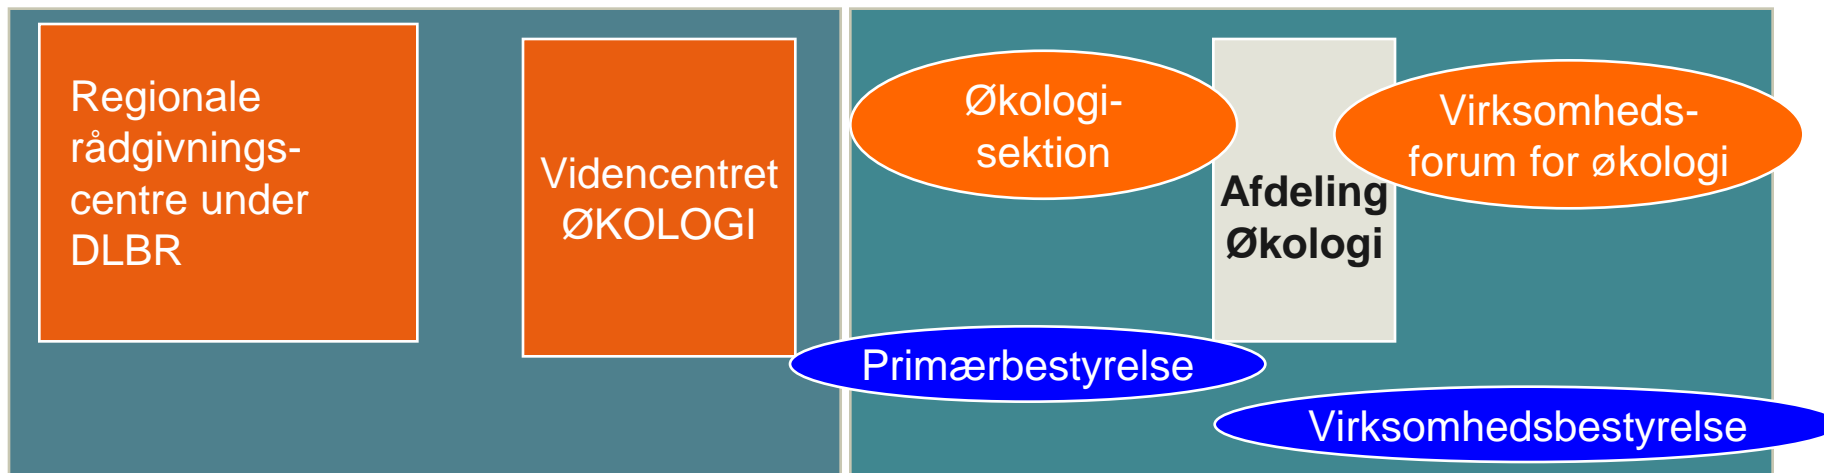 Regionale
rådgivnings-
centre under
DLBR
Videncentret
ØKOLOGI
Økologi-
sektion
Afdeling
Økologi
Virksomheds-
forum for økologi
Primærbestyrelse
Virksomhedsbestyrelse